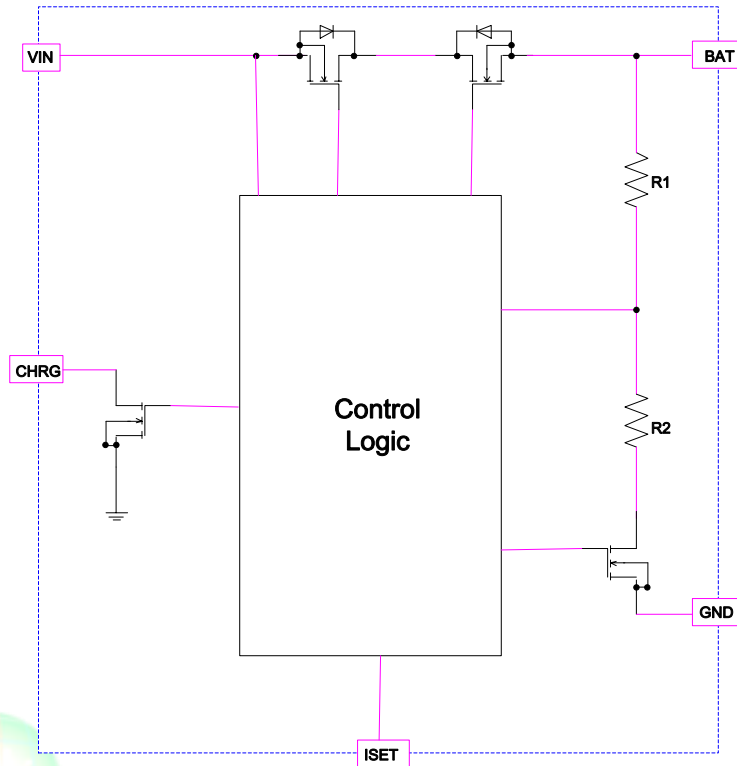 VIN
BAT
R1
CHRG
Control
Logic
R2
GND
ISET